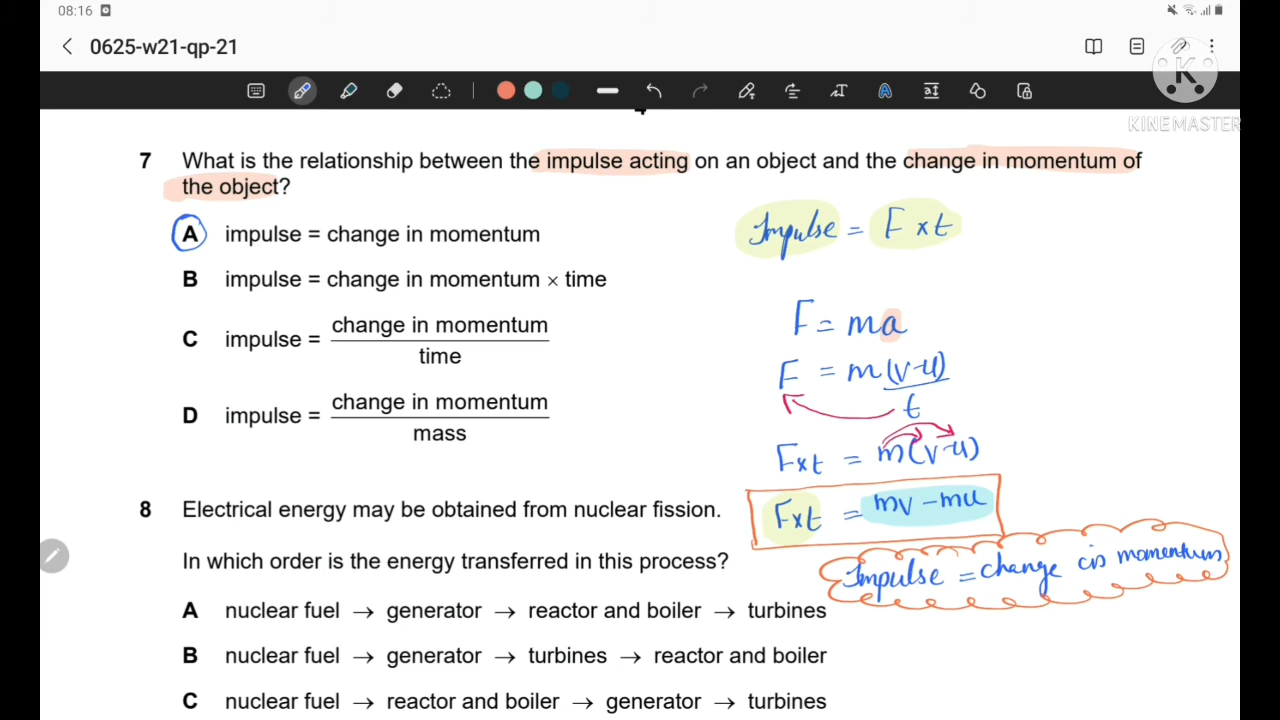 08:16
0625-w21-qp-21
K
KINEMASTER
7 What is the relationship between the impulse acting on an object and the change in momentum of
the object?
A impulse = change in momentum
B impulse = change in momentum × time
C impulse = change in momentum
time
D impulse = change in momentum
mass
Impulse = F x t
F = ma
F = m(v-u)
t
Fxt = m(v-u)
Fxt = mv - mu
Impulse = change in momentum
8 Electrical energy may be obtained from nuclear fission.
In which order is the energy transferred in this process?
A nuclear fuel → generator → reactor and boiler → turbines
B nuclear fuel → generator → turbines → reactor and boiler
C nuclear fuel → reactor and boiler → generator → turbines